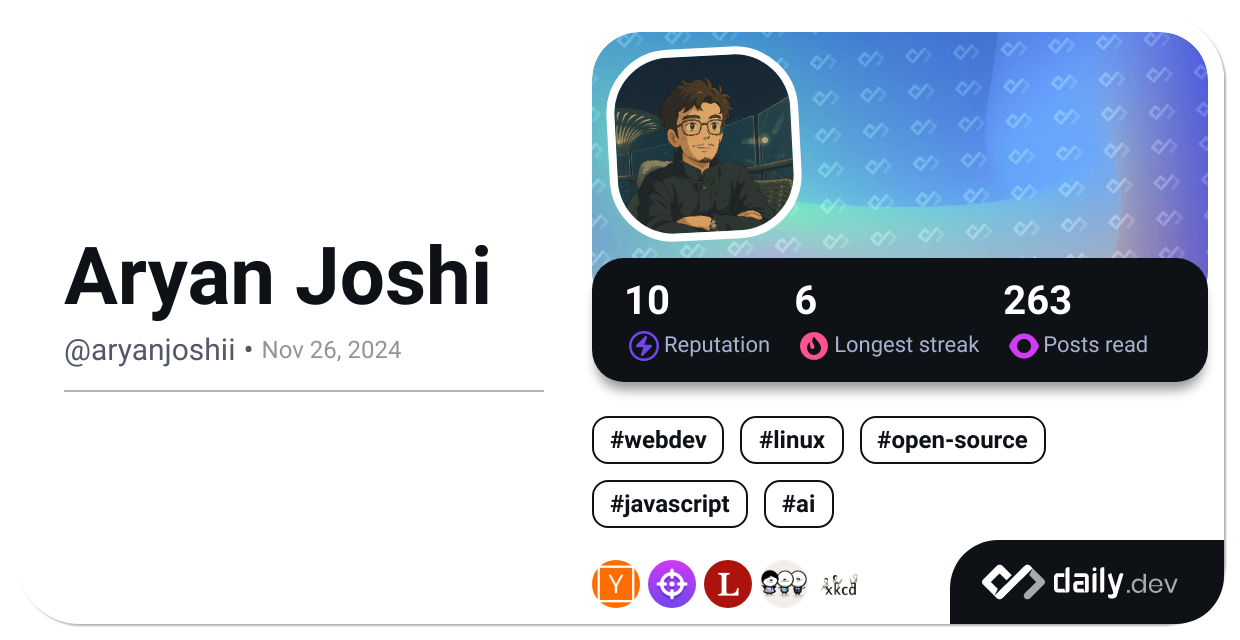 Aryan Joshi
@aryanjoshii • Nov 26, 2024
10 6 263
Reputation Longest streak Posts read
#webdev #linux #open-source
#javascript #ai
Y L xkcd
daily.dev